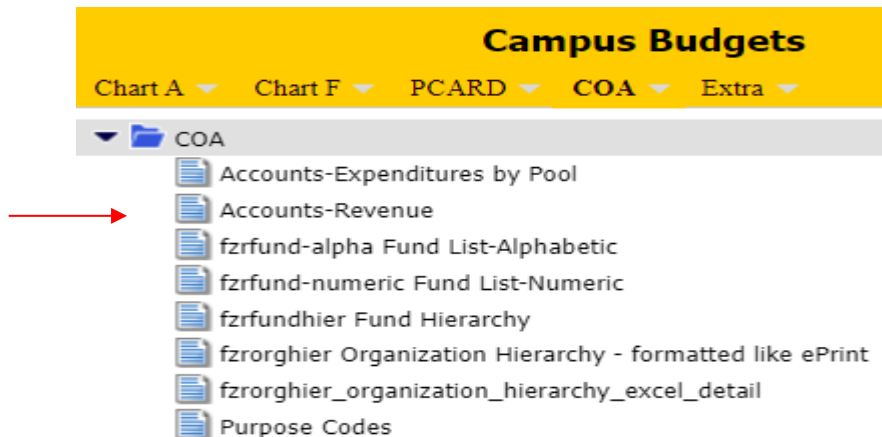 Campus Budgets
Chart A Chart F PCARD COA Extra
COA
Accounts-Expenditures by Pool
Accounts-Revenue
fzrfund-alpha Fund List-Alphabetic
fzrfund-numeric Fund List-Numeric
fzrfundhier Fund Hierarchy
fzrorghier Organization Hierarchy - formatted like ePrint
fzrorghier_organization_hierarchy_excel_detail
Purpose Codes